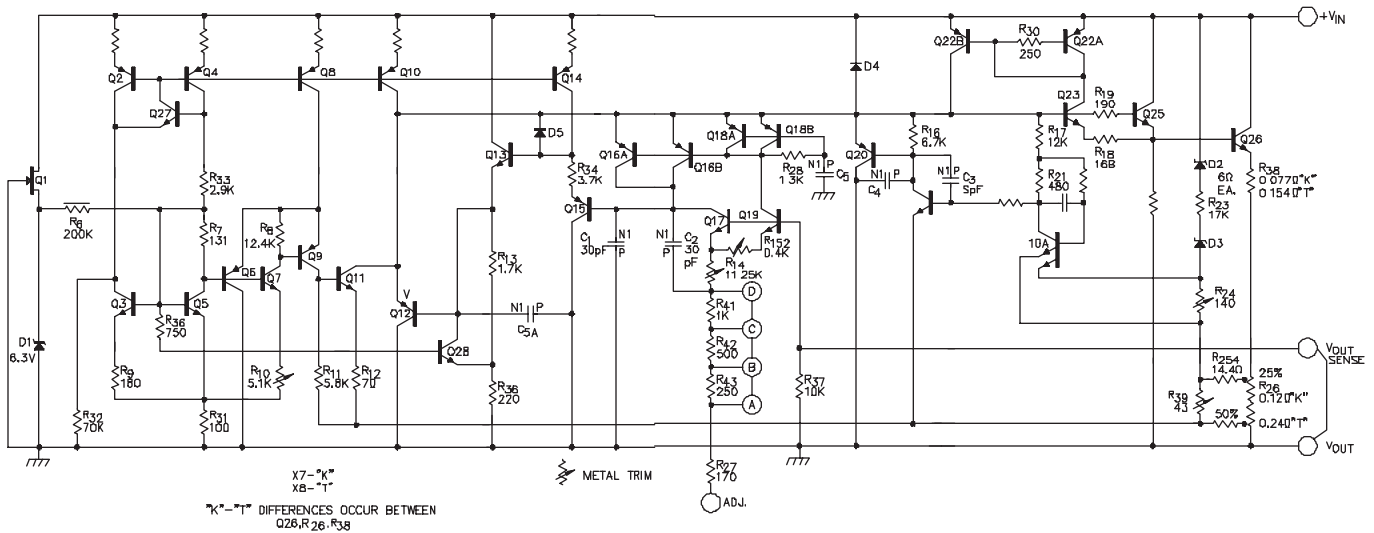 +VIN
Q2
Q4
Q8
Q10
Q14
Q27
D5
D4
Q22B
R30
250
Q22A
Q23
R19
190
Q25
Q26
Q1
R33
2.9K
Q13
R34
3.7K
Q16A
Q16B
Q18A
Q18B
R28
1.3K
N1
P
C5
Q20
R16
6.7K
N1
P
C4
N1
P
C3
5pF
R17
12K
R18
16B
R21
480
D2
6Ω
EA.
R38
0.077Ω"K"
0.154Ω"T"
R6
200K
R7
131
R8
12.4K
Q9
Q6
Q7
Q11
Q15
C1
30pF
N1
P
N1
P
C2
30
pF
Q17
Q19
R152
0.4K
R14
11.25K
R23
17K
D3
10A
Q3
Q5
R36
750
V
Q12
R13
1.7K
N1
P
C5A
R41
1K
D
C
R24
140
D1
6.3V
Q28
R42
500
B
VOUT
SENSE
R9
180
R10
5.1K
R11
5.8K
R12
70
R36
220
R43
250
A
R37
10K
R254
14.4Ω
25%
R26
0.12Ω"K"
R39
43
50%
0.24Ω"T"
R32
70K
R31
100
VOUT
X7-"K"
X8-"T"
METAL TRIM
R27
170
ADJ.
"K"-"T" DIFFERENCES OCCUR BETWEEN
Q26,R26.R38